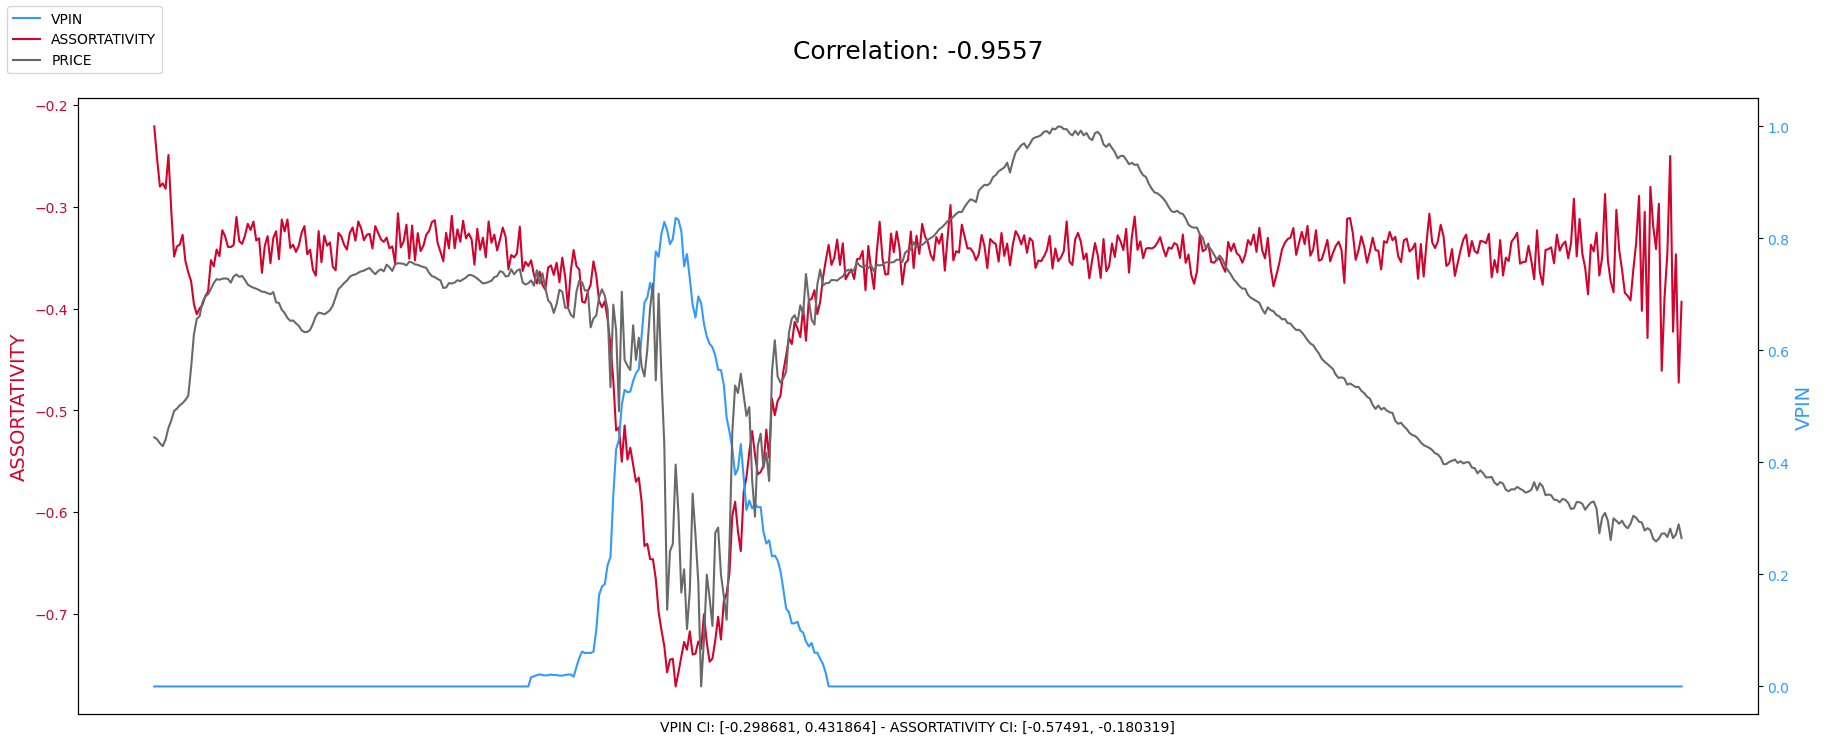 VPIN
ASSORTATIVITY
PRICE
Correlation: -0.9557
−0.2
−0.3
−0.4
−0.5
−0.6
−0.7
ASSORTATIVITY
1.0
0.8
0.6
0.4
0.2
0.0
VPIN
VPIN CI: [-0.298681, 0.431864] - ASSORTATIVITY CI: [-0.57491, -0.180319]